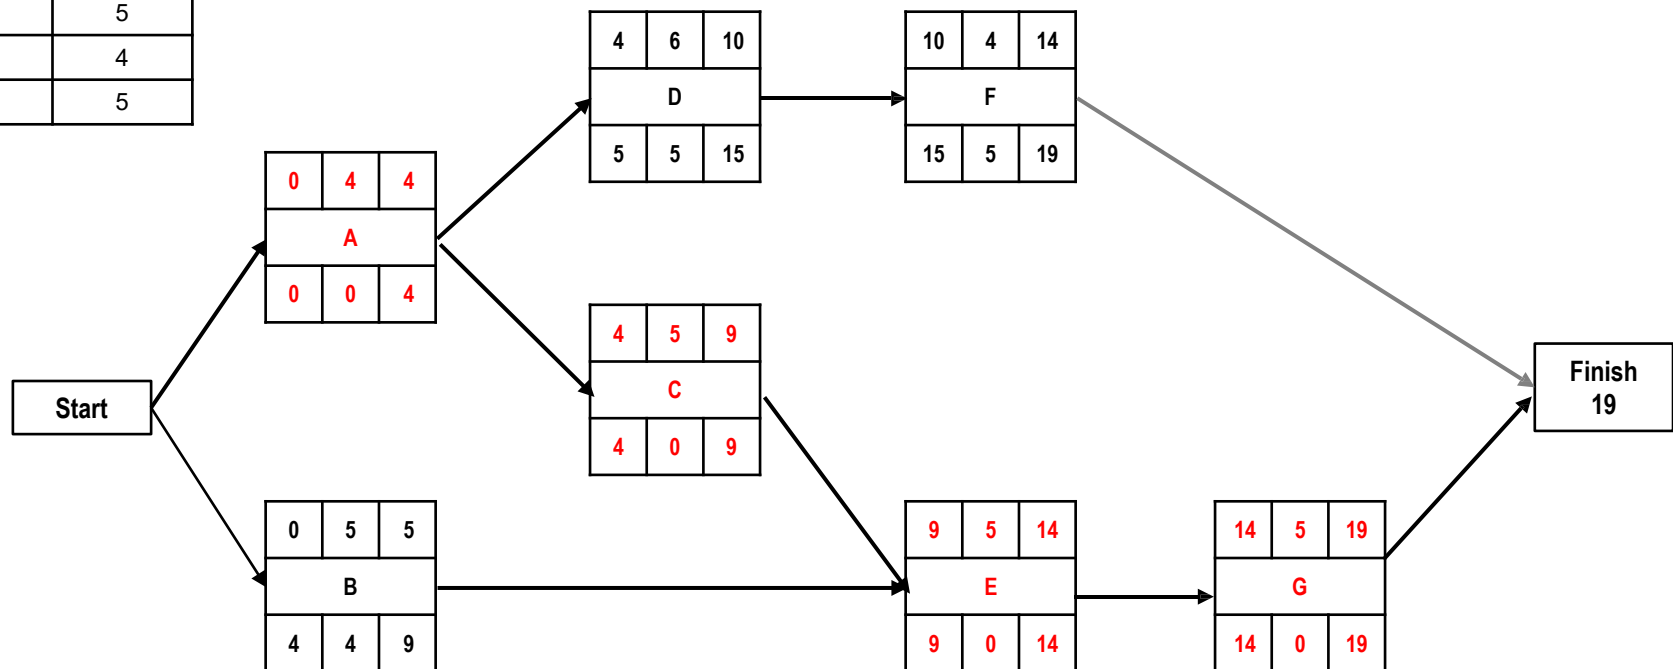 5
4
5
4 6 10
D
5 5 15
10 4 14
F
15 5 19
0 4 4
A
0 0 4
4 5 9
C
4 0 9
Start
Finish
19
0 5 5
B
4 4 9
9 5 14
E
9 0 14
14 5 19
G
14 0 19